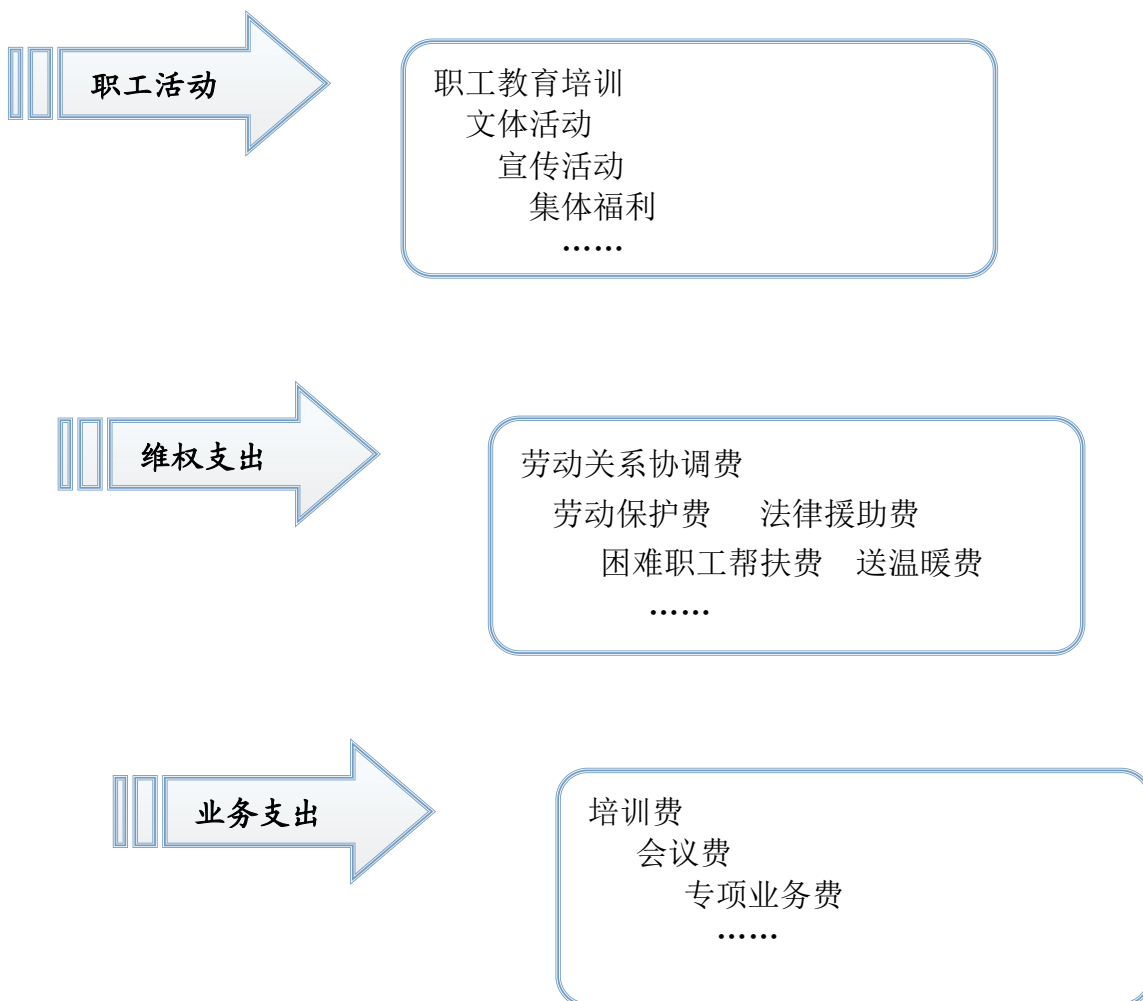 职工活动
职工教育培训
文体活动
宣传活动
集体福利
……
维权支出
劳动关系协调费
劳动保护费 法律援助费
困难职工帮扶费 送温暖费
……
业务支出
培训费
会议费
专项业务费
……